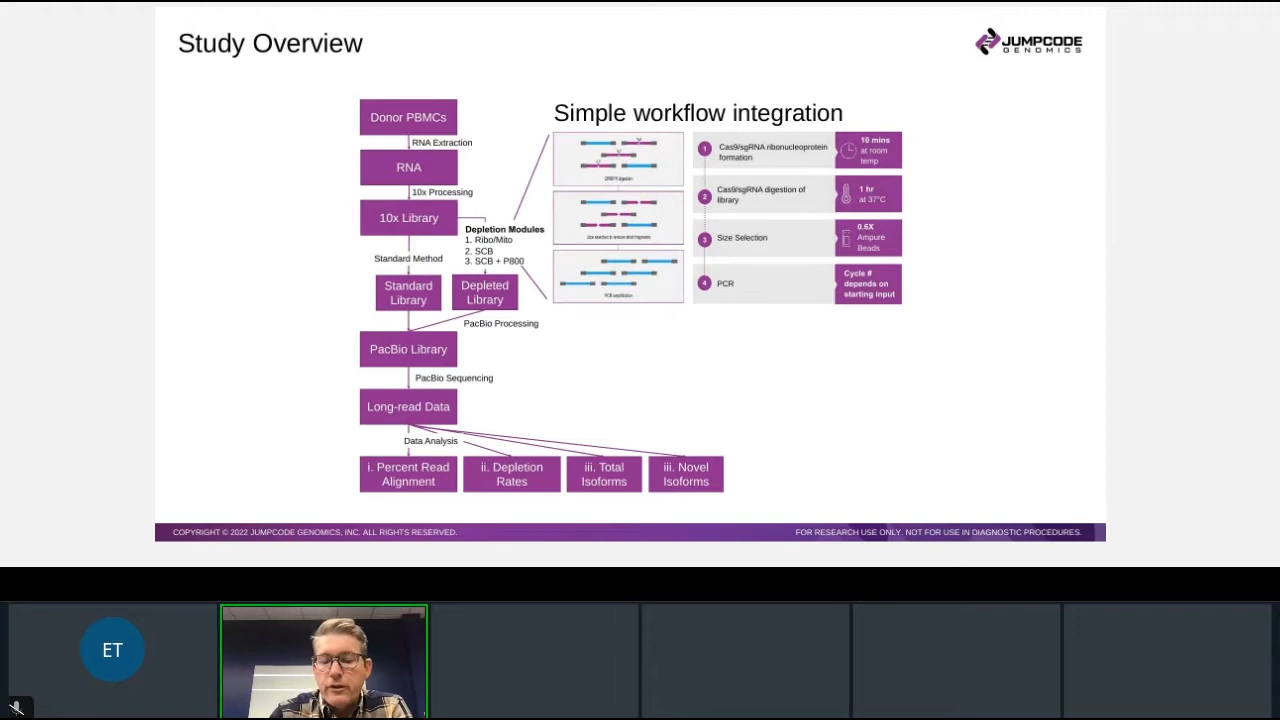 Study Overview
JUMPCODE
GENOMICS
Donor PBMCs
RNA Extraction
RNA
10x Processing
10x Library
Depletion Modules
1. Ribo/Mito
2. SCB
3. SCB + P800
Standard Method
Standard
Library
Depleted
Library
PacBio Processing
PacBio Library
PacBio Sequencing
Long-read Data
Data Analysis
i. Percent Read
Alignment
ii. Depletion
Rates
iii. Total
Isoforms
iii. Novel
Isoforms
Simple workflow integration
CRISPR digestion
PCR amplification
1
Cas9/sgRNA ribonucleoprotein
formation
10 mins
at room
temp
2
Cas9/sgRNA digestion of
library
1 hr
at 37°C
3
Size Selection
0.6X
Ampure
Beads
4
PCR
Cycle #
depends on
starting input
COPYRIGHT © 2022 JUMPCODE GENOMICS, INC. ALL RIGHTS RESERVED.
FOR RESEARCH USE ONLY. NOT FOR USE IN DIAGNOSTIC PROCEDURES.
ET